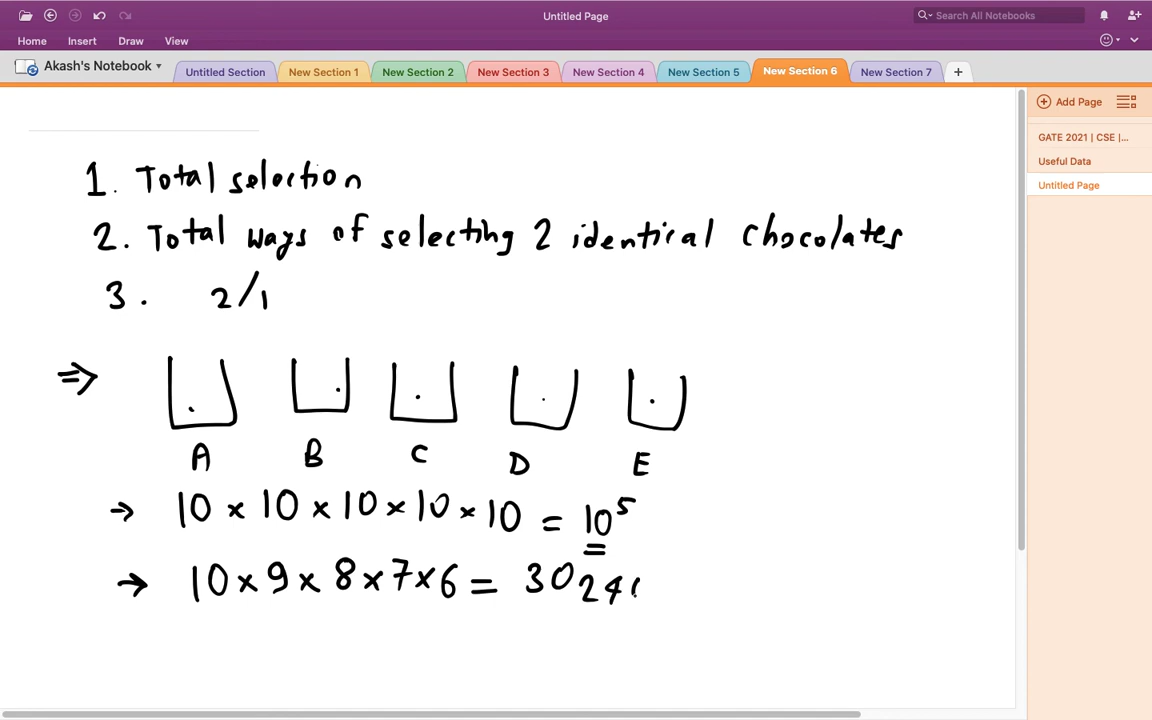 Untitled Page
Search All Notebooks
Home Insert Draw View
Akash's Notebook
Untitled Section New Section 1 New Section 2 New Section 3 New Section 4 New Section 5 New Section 6 New Section 7 +
Add Page
GATE 2021 | CSE |...
Useful Data
Untitled Page
1. Total selection
2. Total ways of selecting 2 identical chocolates
3. 2/1
⇒
A B C D E
→ 10 × 10 × 10 × 10 × 10 = 10⁵
→ 10 × 9 × 8 × 7 × 6 = 3024